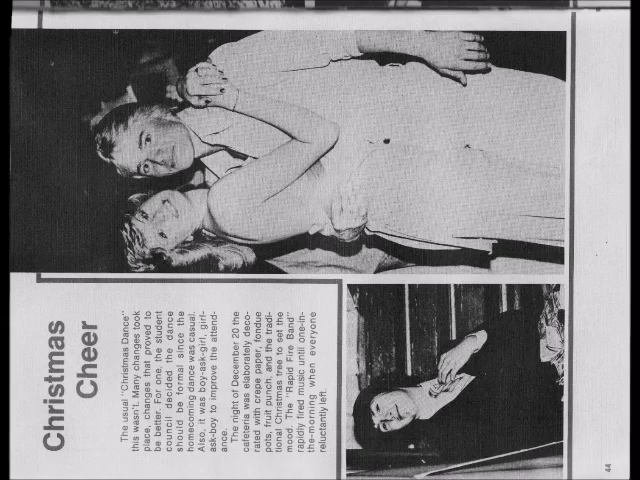 Christmas
Cheer
The usual "Christmas Dance"
this wasn't. Many changes took
place, changes that proved to
be better. For one, the student
council decided the dance
should be formal since the
homecoming dance was casual.
Also, it was boy-ask-girl, girl-
ask-boy to improve the attend-
ance.
The night of December 20 the
cafeteria was elaborately deco-
rated with crepe paper, fondue
pots, fruit punch, and the tradi-
tional Christmas tree to set the
mood. The "Rapid Fire Band"
rapidly fired music until one-in-
the-morning when everyone
reluctantly left.
44